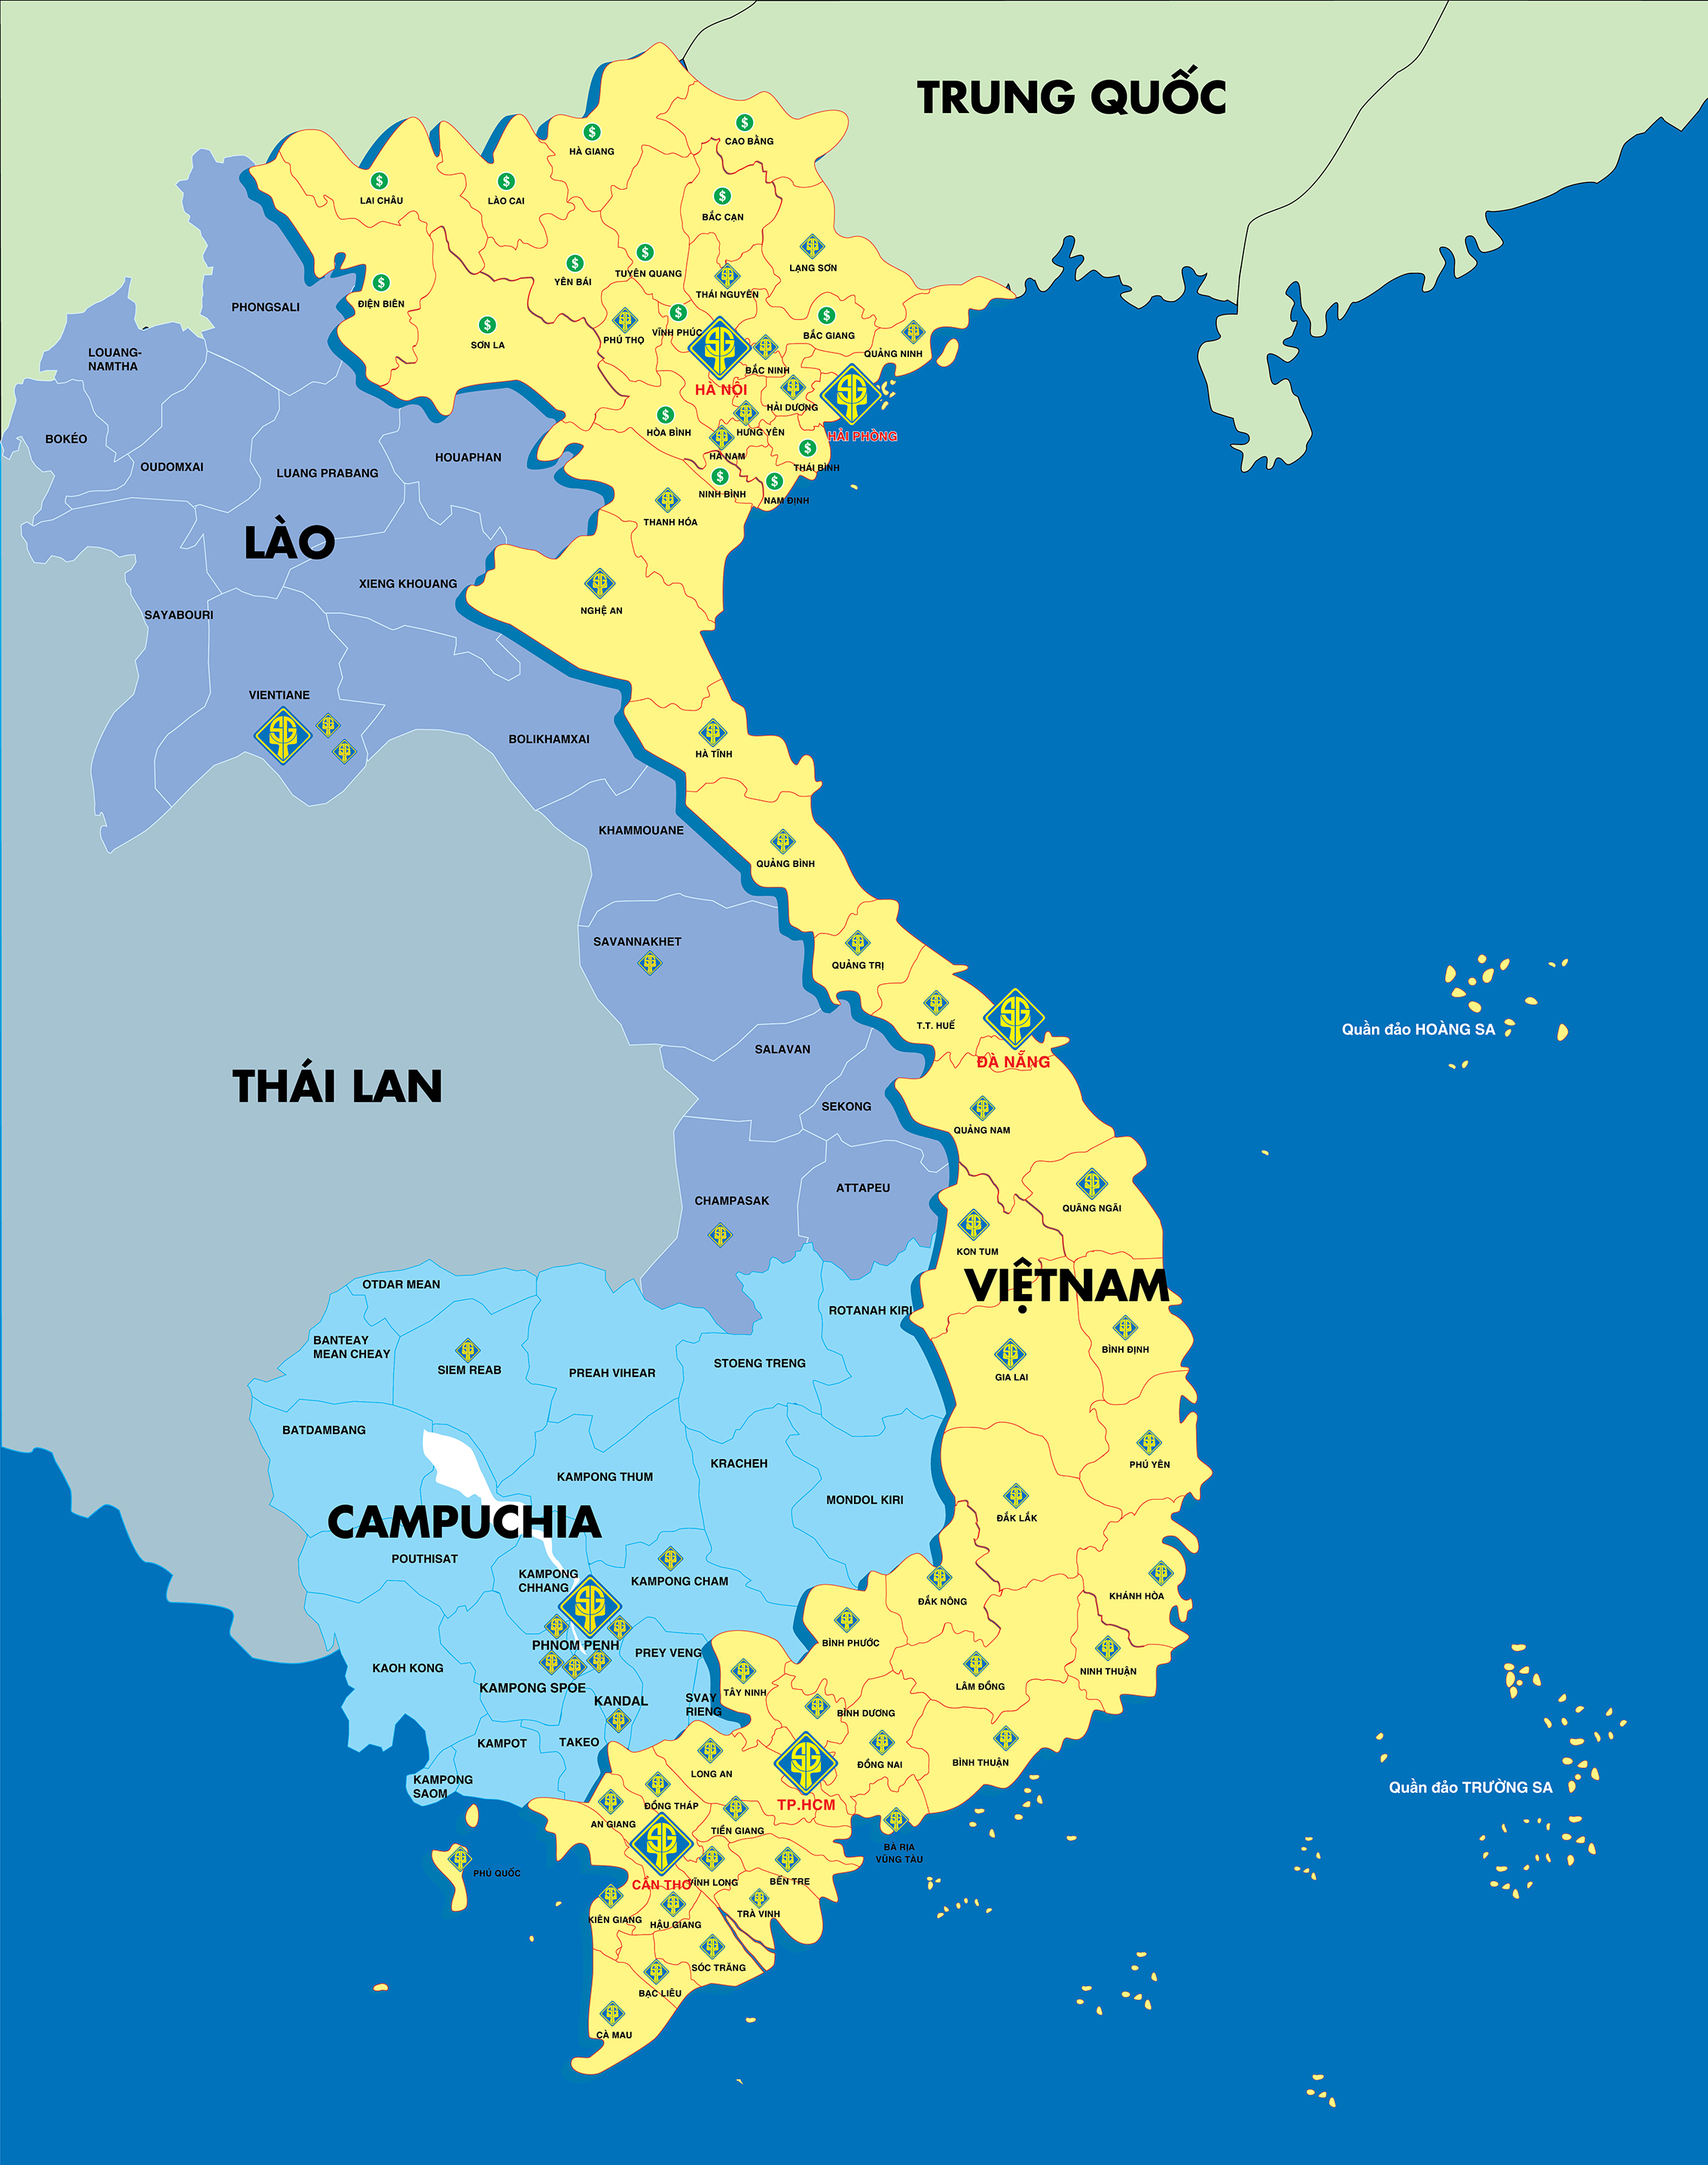 TRUNG QUỐC
HÀ GIANG
CAO BẰNG
LAI CHÂU
LÀO CAI
BẮC CẠN
LẠNG SƠN
TUYÊN QUANG
YÊN BÁI
THÁI NGUYÊN
ĐIỆN BIÊN
PHONGSALI
VĨNH PHÚC
BẮC GIANG
PHÚ THỌ
SƠN LA
QUẢNG NINH
LOUANG-
NAMTHA
BẮC NINH
HÀ NỘI
HẢI DƯƠNG
HƯNG YÊN
HẢI PHÒNG
HÒA BÌNH
BOKÉO
HÀ NAM
HOUAPHAN
OUDOMXAI
THÁI BÌNH
LUANG PRABANG
NINH BÌNH
NAM ĐỊNH
THANH HÓA
LÀO
XIENG KHOUANG
NGHỆ AN
SAYABOURI
VIENTIANE
BOLIKHAMXAI
HÀ TĨNH
KHAMMOUANE
QUẢNG BÌNH
SAVANNAKHET
QUẢNG TRỊ
T.T. HUẾ
Quần đảo HOÀNG SA
SALAVAN
ĐÀ NẴNG
THÁI LAN
SEKONG
QUẢNG NAM
ATTAPEU
CHAMPASAK
QUÃNG NGÃI
KON TUM
VIỆTNAM
OTDAR MEAN
ROTANAH KIRI
BANTEAY
MEAN CHEAY
BÌNH ĐỊNH
STOENG TRENG
SIEM REAB
PREAH VIHEAR
GIA LAI
BATDAMBANG
KRACHEH
PHÚ YÊN
KAMPONG THUM
MONDOL KIRI
ĐẮK LẮK
CAMPUCHIA
POUTHISAT
KAMPONG
CHHANG
KAMPONG CHAM
KHÁNH HÒA
ĐẮK NÔNG
BÌNH PHƯỚC
PHNOM PENH
PREY VENG
KAOH KONG
NINH THUẬN
KAMPONG SPOE
LÂM ĐỒNG
TÂY NINH
KANDAL
SVAY
RIENG
BÌNH DƯƠNG
KAMPOT
TAKEO
BÌNH THUẬN
ĐỒNG NAI
LONG AN
KAMPONG
SAOM
Quần đảo TRƯỜNG SA
TP.HCM
ĐỒNG THÁP
AN GIANG
TIỀN GIANG
BÀ RỊA
VŨNG TÀU
PHÚ QUỐC
BẾN TRE
VĨNH LONG
CẦN THƠ
TRÀ VINH
KIÊN GIANG
HẬU GIANG
SÓC TRĂNG
BẠC LIÊU
CÀ MAU